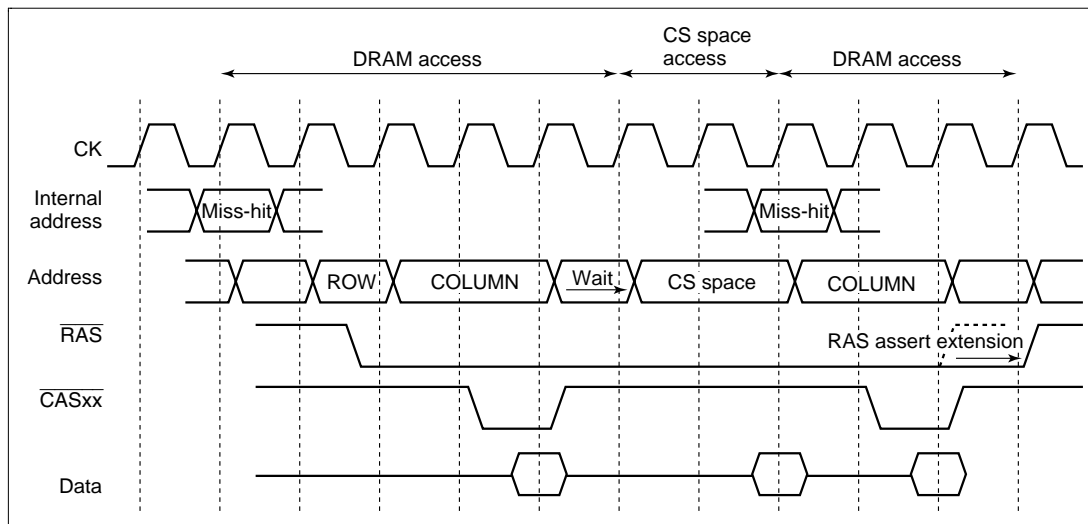 CS space
access
DRAM access
DRAM access
CK
Internal
address
Miss-hit
Miss-hit
Address
ROW
COLUMN
Wait
CS space
COLUMN
RAS
RAS assert extension
CASxx
Data